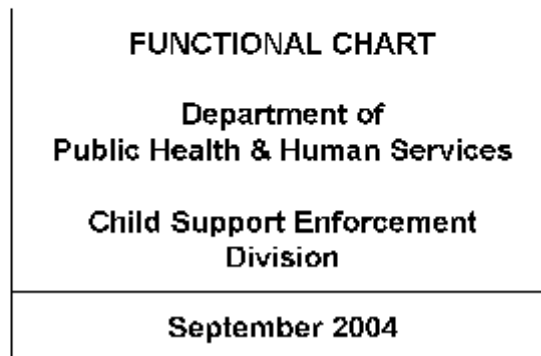 FUNCTIONAL CHART
Department of
Public Health & Human Services
Child Support Enforcement
Division
September 2004